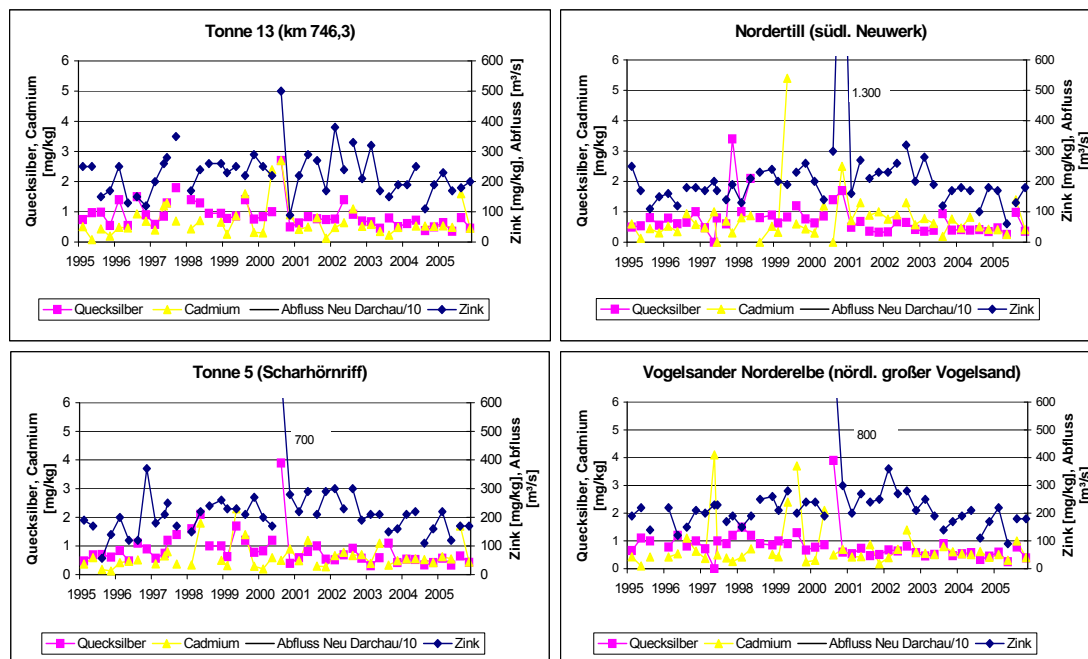 Tonne 13 (km 746,3)
Quecksilber, Cadmium
[mg/kg]
6
5
4
3
2
1
0
600
500
400
300
200
100
0
Zink [mg/kg], Abfluss [m³/s]
1995 1996 1997 1998 1999 2000 2001 2002 2003 2004 2005
Quecksilber Cadmium Abfluss Neu Darchau/10 Zink
Nordertill (südl. Neuwerk)
Quecksilber, Cadmium
[mg/kg]
6
5
4
3
2
1
0
1.300
600
500
400
300
200
100
0
Zink [mg/kg], Abfluss
[m³/s]
1995 1996 1997 1998 1999 2000 2001 2002 2003 2004 2005
Quecksilber Cadmium Abfluss Neu Darchau/10 Zink
Tonne 5 (Scharhörnriff)
Quecksilber, Cadmium
[mg/kg]
6
5
4
3
2
1
0
700
600
500
400
300
200
100
0
Zink [mg/kg], Abfluss
[m³/s]
1995 1996 1997 1998 1999 2000 2001 2002 2003 2004 2005
Quecksilber Cadmium Abfluss Neu Darchau/10 Zink
Vogelsander Norderelbe (nördl. großer Vogelsand)
Quecksilber, Cadmium
[mg/kg]
6
5
4
3
2
1
0
800
600
500
400
300
200
100
0
Zink [mg/kg], Abfluss
[m³/s]
1995 1996 1997 1998 1999 2000 2001 2002 2003 2004 2005
Quecksilber Cadmium Abfluss Neu Darchau/10 Zink